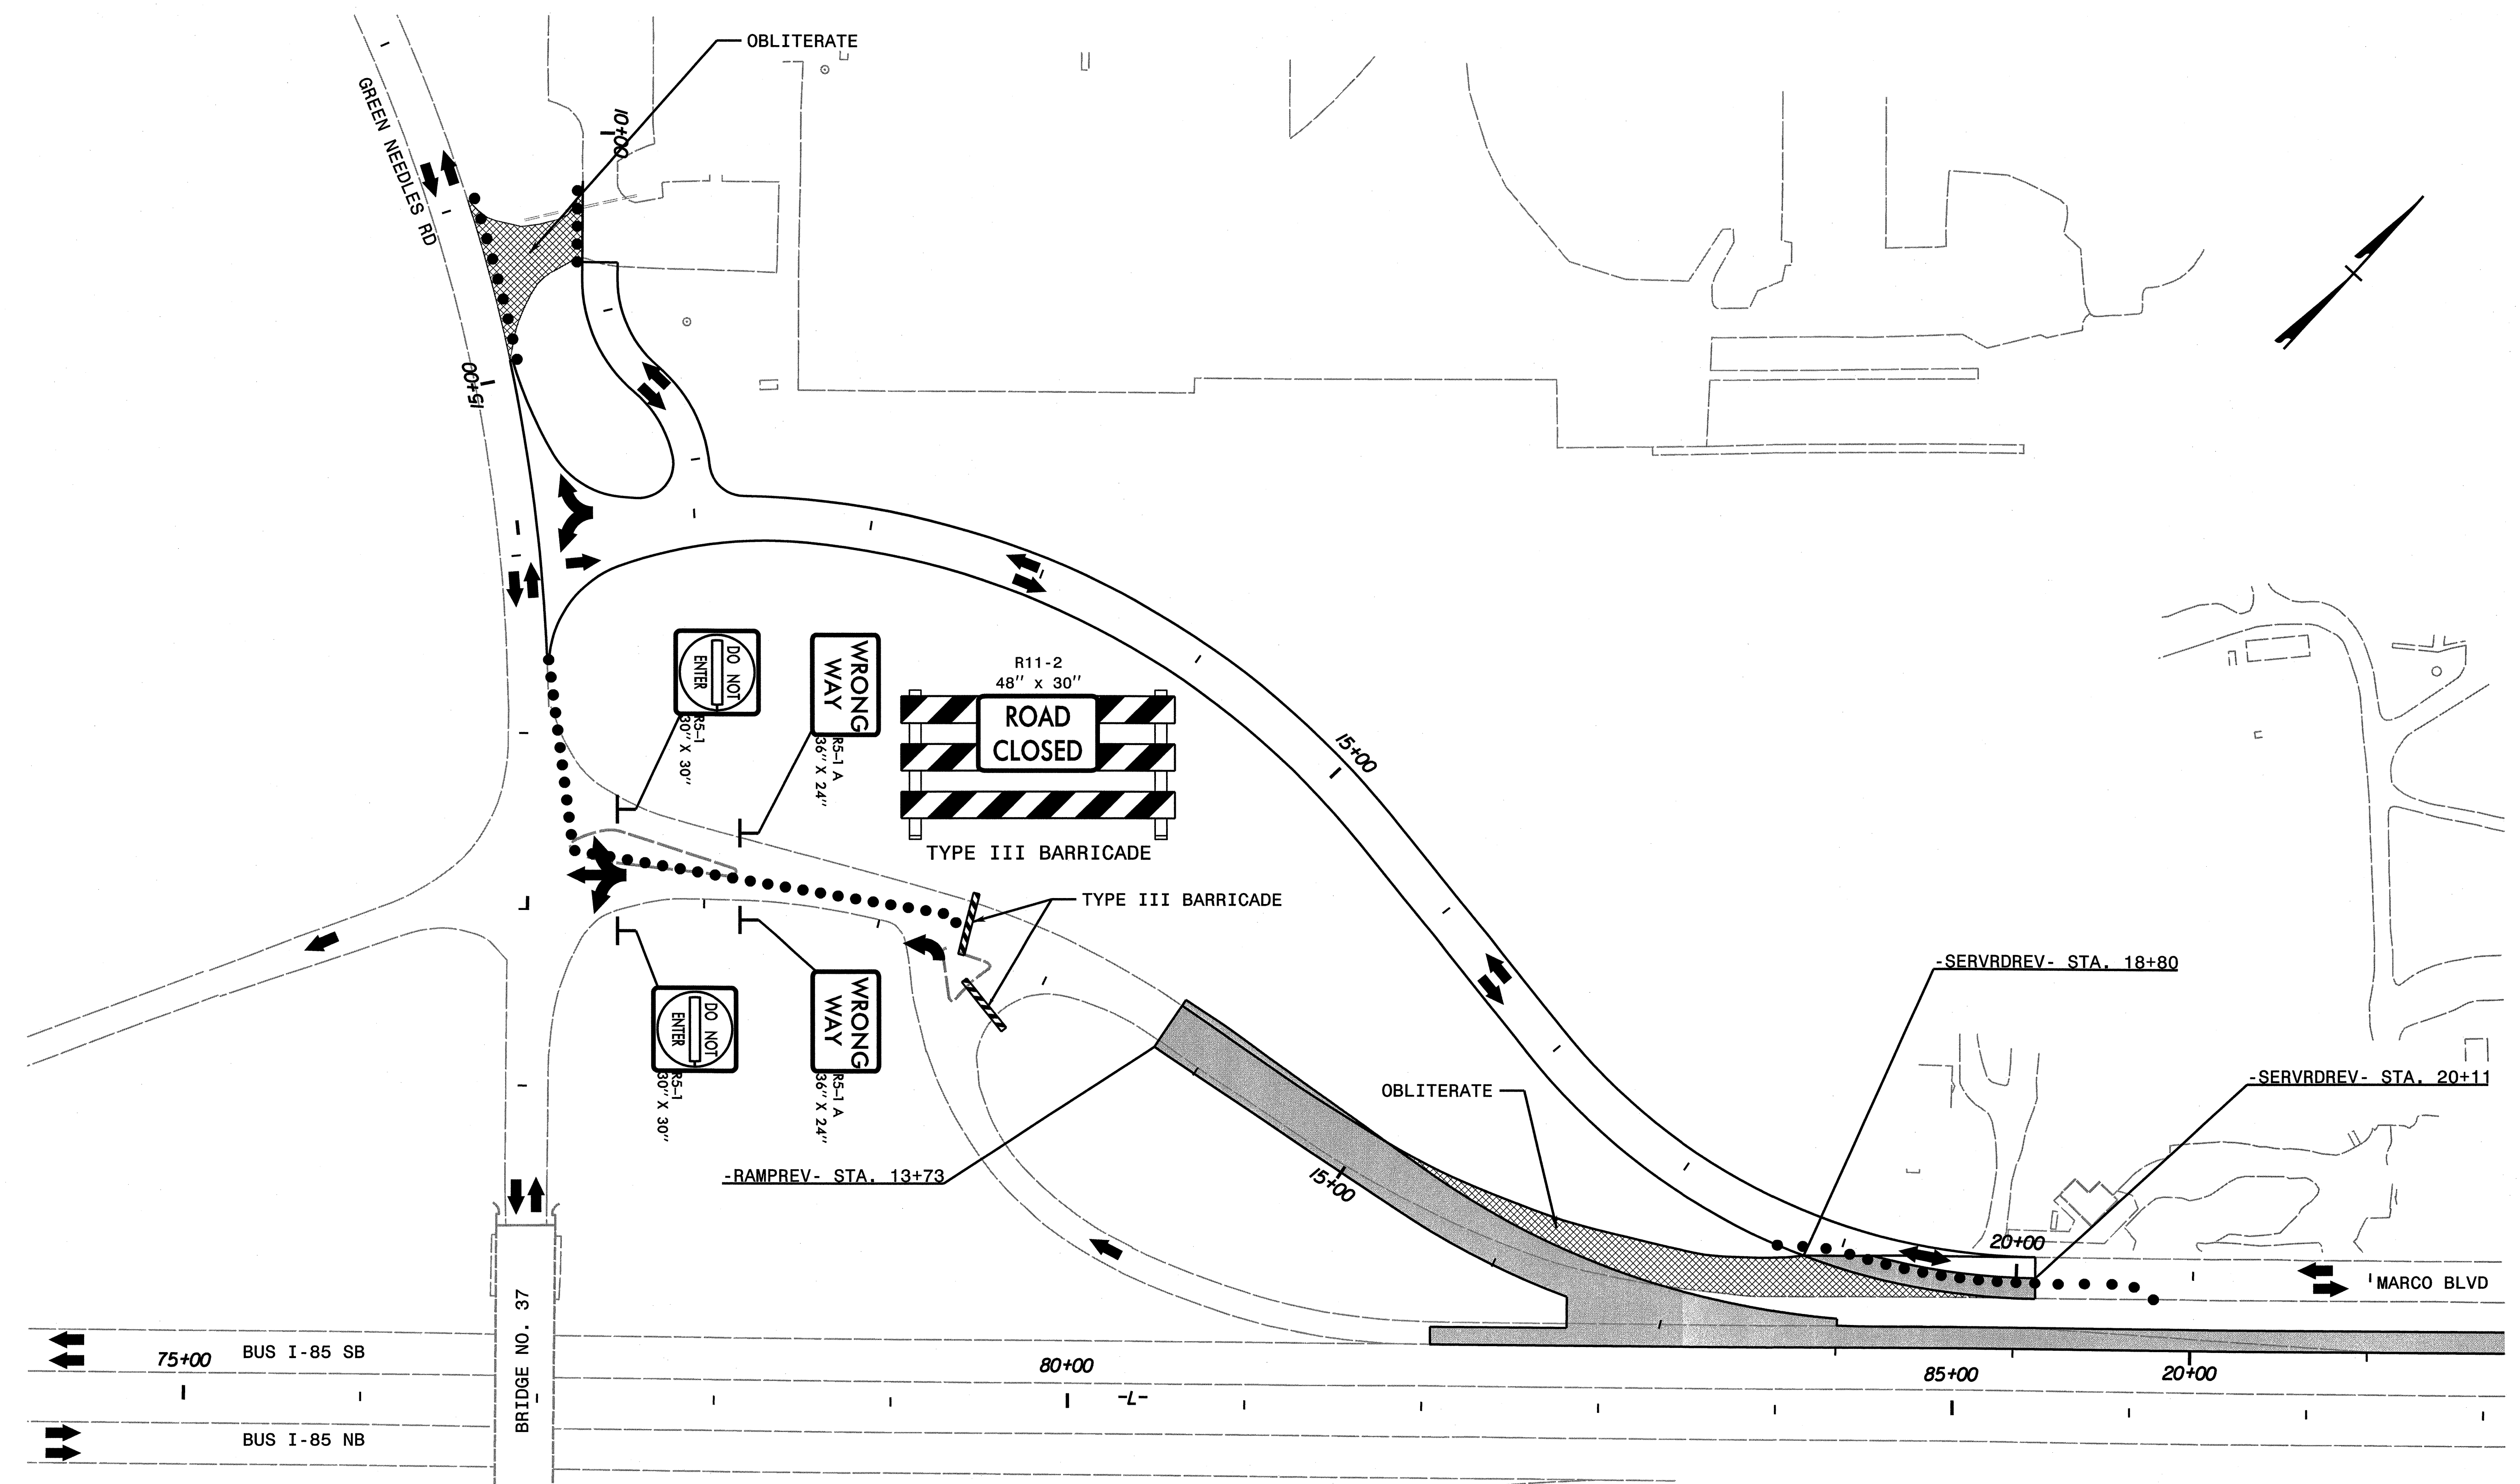 OBLITERATE
10+00
GREEN NEEDLES RD
15+00
DO NOT
ENTER
R5-1
30" X 30"
WRONG
WAY
R5-1 A
36" X 24"
R11-2
48" x 30"
ROAD
CLOSED
TYPE III BARRICADE
15+00
TYPE III BARRICADE
DO NOT
ENTER
R5-1
30" X 30"
WRONG
WAY
R5-1 A
36" X 24"
-SERVRDREV- STA. 18+80
-SERVRDREV- STA. 20+11
OBLITERATE
-RAMPREV- STA. 13+73
15+00
20+00
MARCO BLVD
BRIDGE NO. 37
BUS I-85 SB
75+00
80+00
-L-
85+00
20+00
BUS I-85 NB